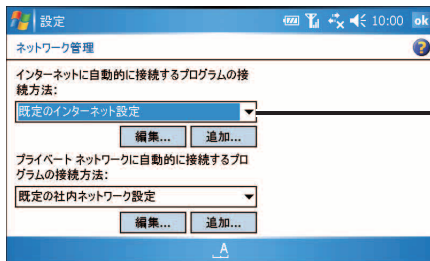 設定 10:00 ok
ネットワーク管理
インターネットに自動的に接続するプログラムの接
続方法:
既定のインターネット設定
編集... 追加...
プライベート ネットワークに自動的に接続するプロ
グラムの接続方法:
既定の社内ネットワーク設定
編集... 追加...
A